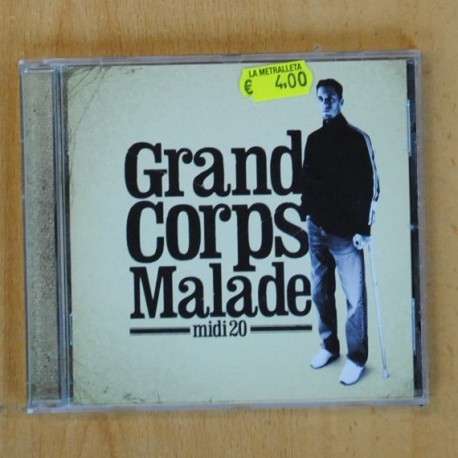 LA METRALLETA
€ 4,00
Grand
Corps
Malade
midi 20